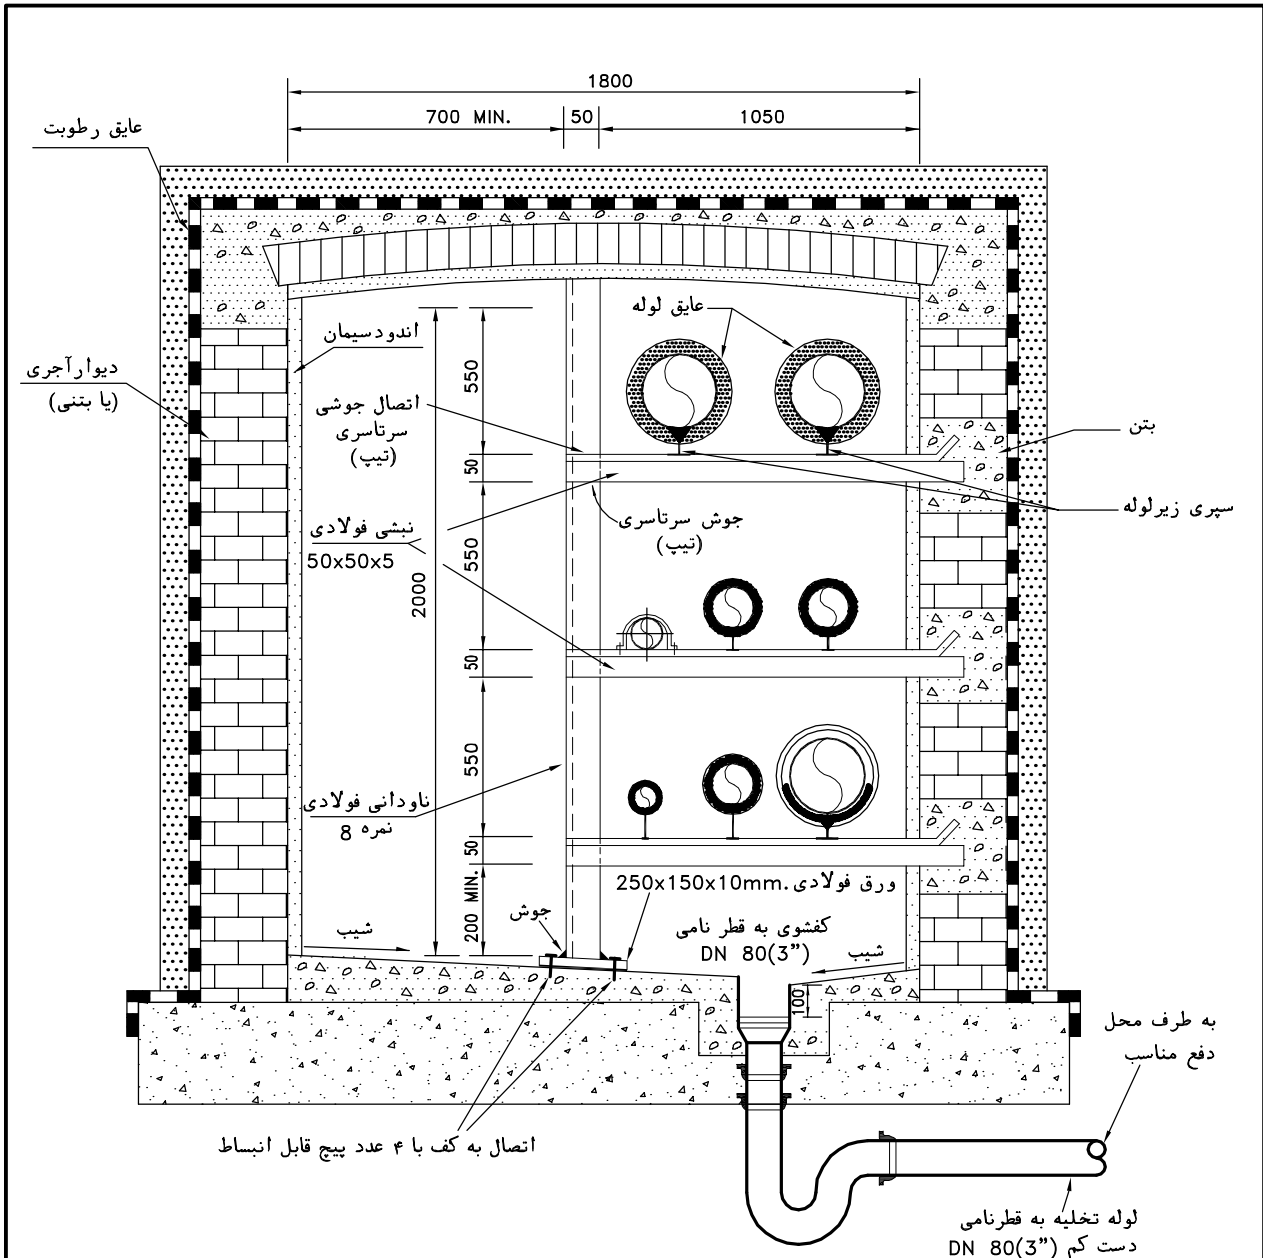 1800
700 MIN.
50
1050
عایق رطوبت
عایق لوله
اندودسیمان
دیوارآجری
(یا بتنی)
550
اتصال جوشی
سرتاسری
(تیپ)
بتن
50
سپری زیرلوله
جوش سرتاسری
(تیپ)
نبشی فولادی
50x50x5
550
2000
50
550
ناودانی فولادی
نمره 8
50
ورق فولادی 250x150x10mm.
200 MIN.
جوش
کفشوی به قطر نامی
DN 80(3")
شیب
شیب
100
به طرف محل
دفع مناسب
اتصال به کف با ۴ عدد پیچ قابل انبساط
لوله تخلیه به قطرنامی
دست کم DN 80(3")